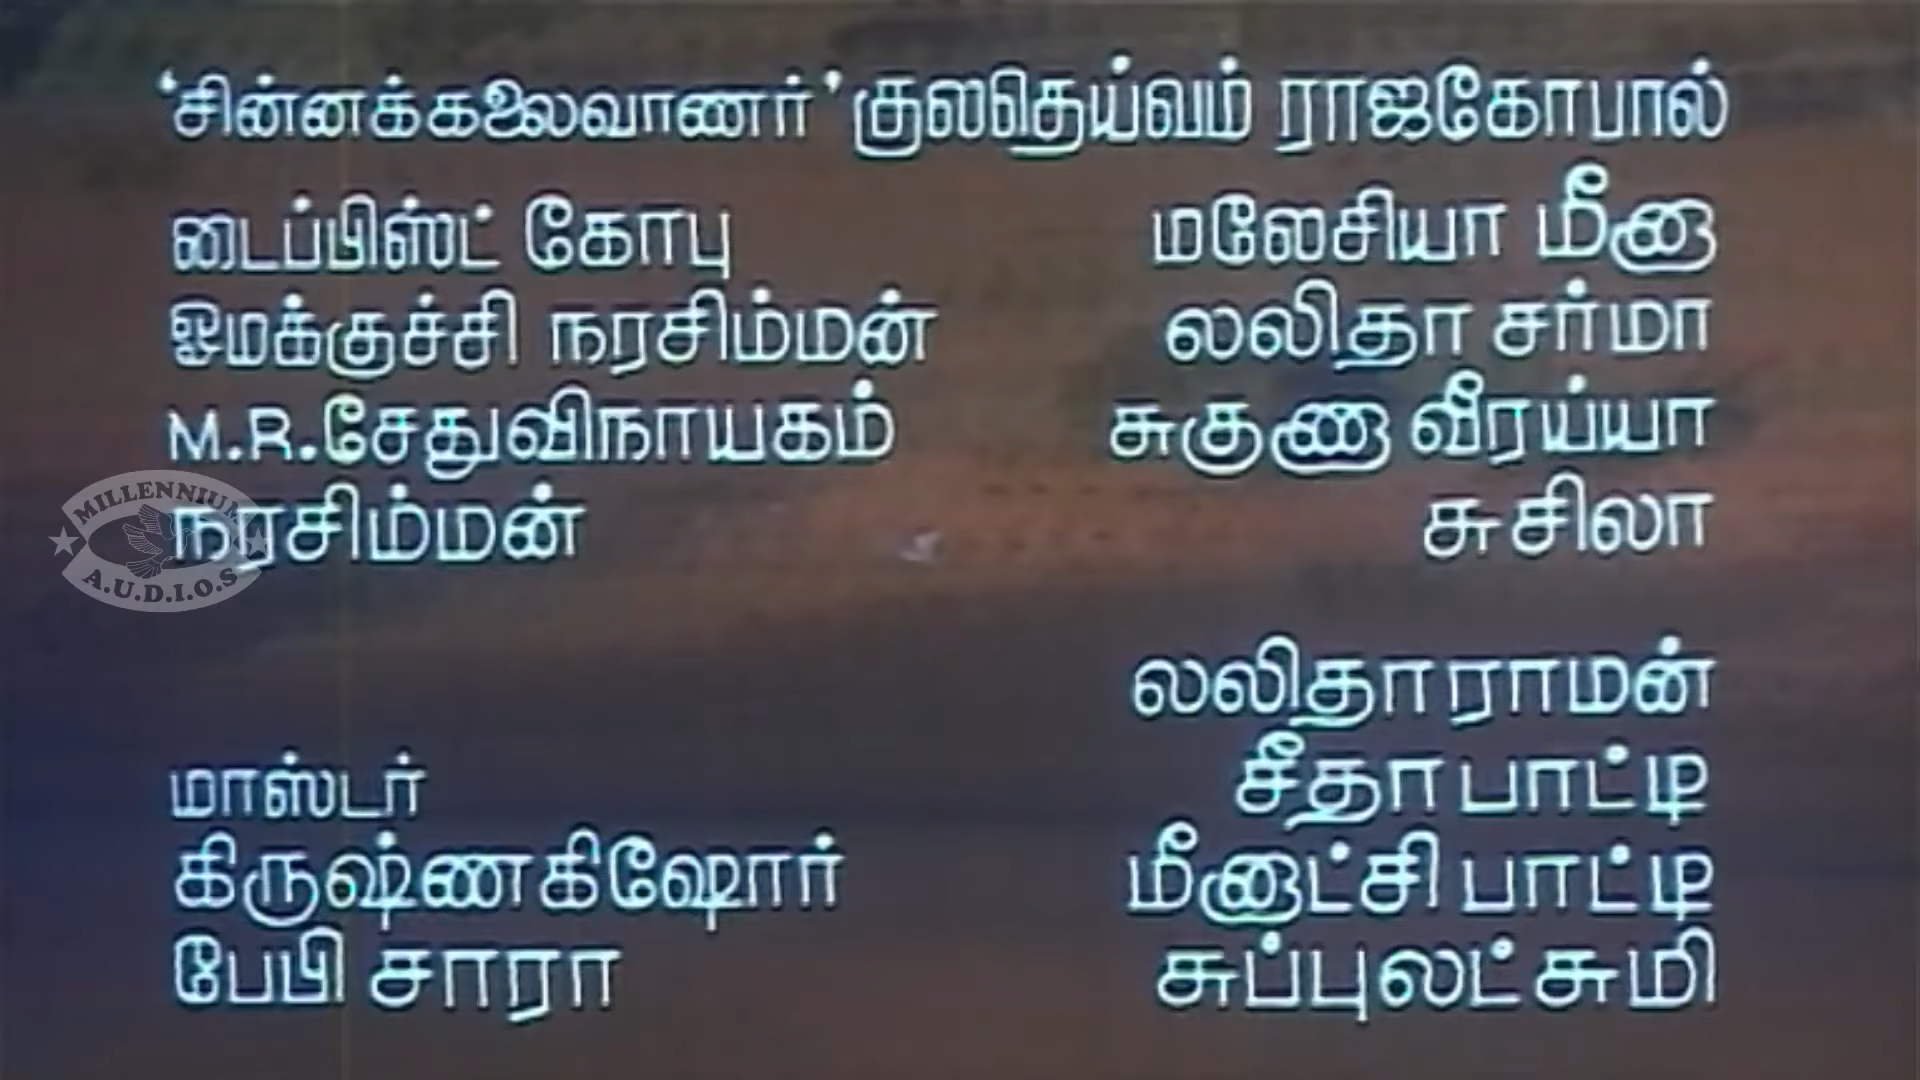 ‘சின்னக்கலைவாணர்’ குலதெய்வம் ராஜகோபால்
டைப்பிஸ்ட் கோபு
மலேசியா மீனா
ஓமக்குச்சி நரசிம்மன்
லலிதா சர்மா
M.R.சேதுவிநாயகம்
சுகுணா வீரய்யா
நரசிம்மன்
சுசிலா
லலிதாராமன்
சீதாபாட்டி
மாஸ்டர்
கிருஷ்ணகிஷோர்
மீனாட்சி பாட்டி
பேபி சாரா
சுப்புலட்சுமி
MILLENNIUM
A.U.D.I.O.S